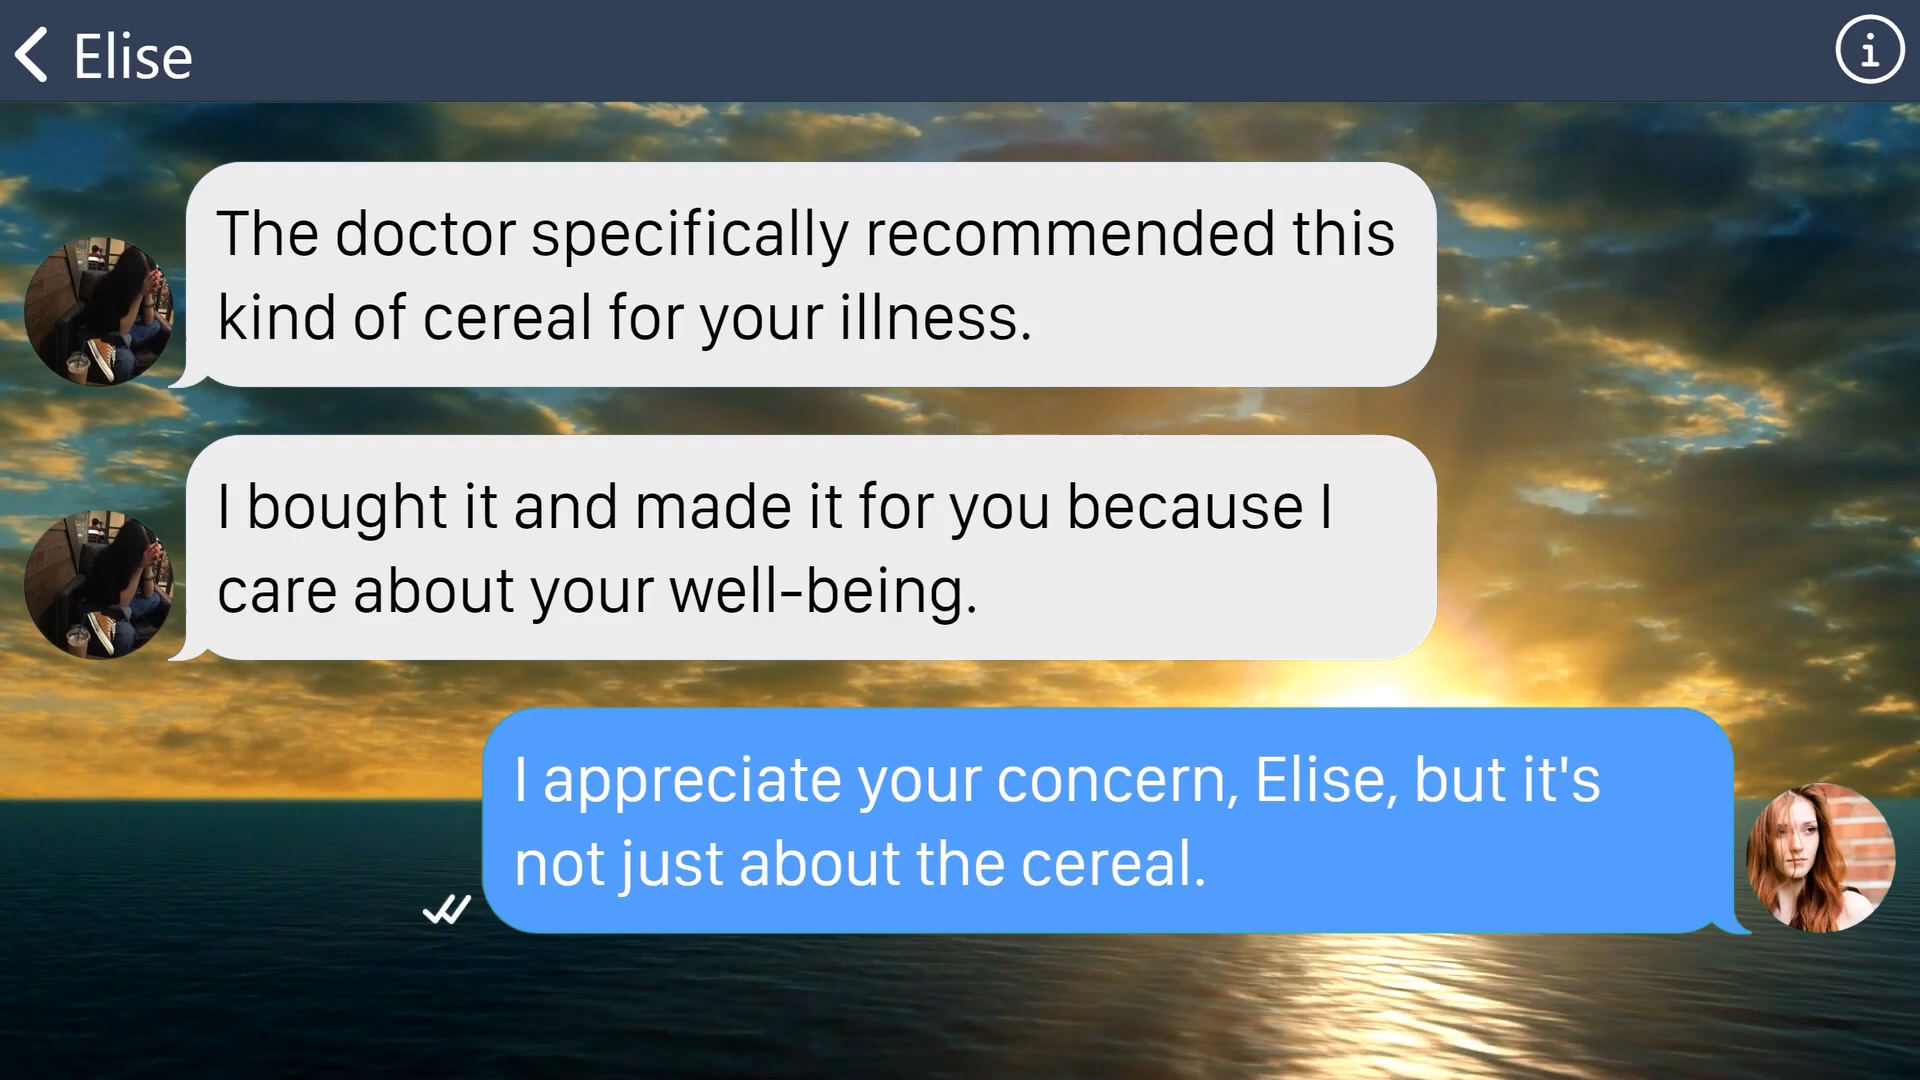 Elise
The doctor specifically recommended this
kind of cereal for your illness.
I bought it and made it for you because I
care about your well-being.
I appreciate your concern, Elise, but it's
not just about the cereal.